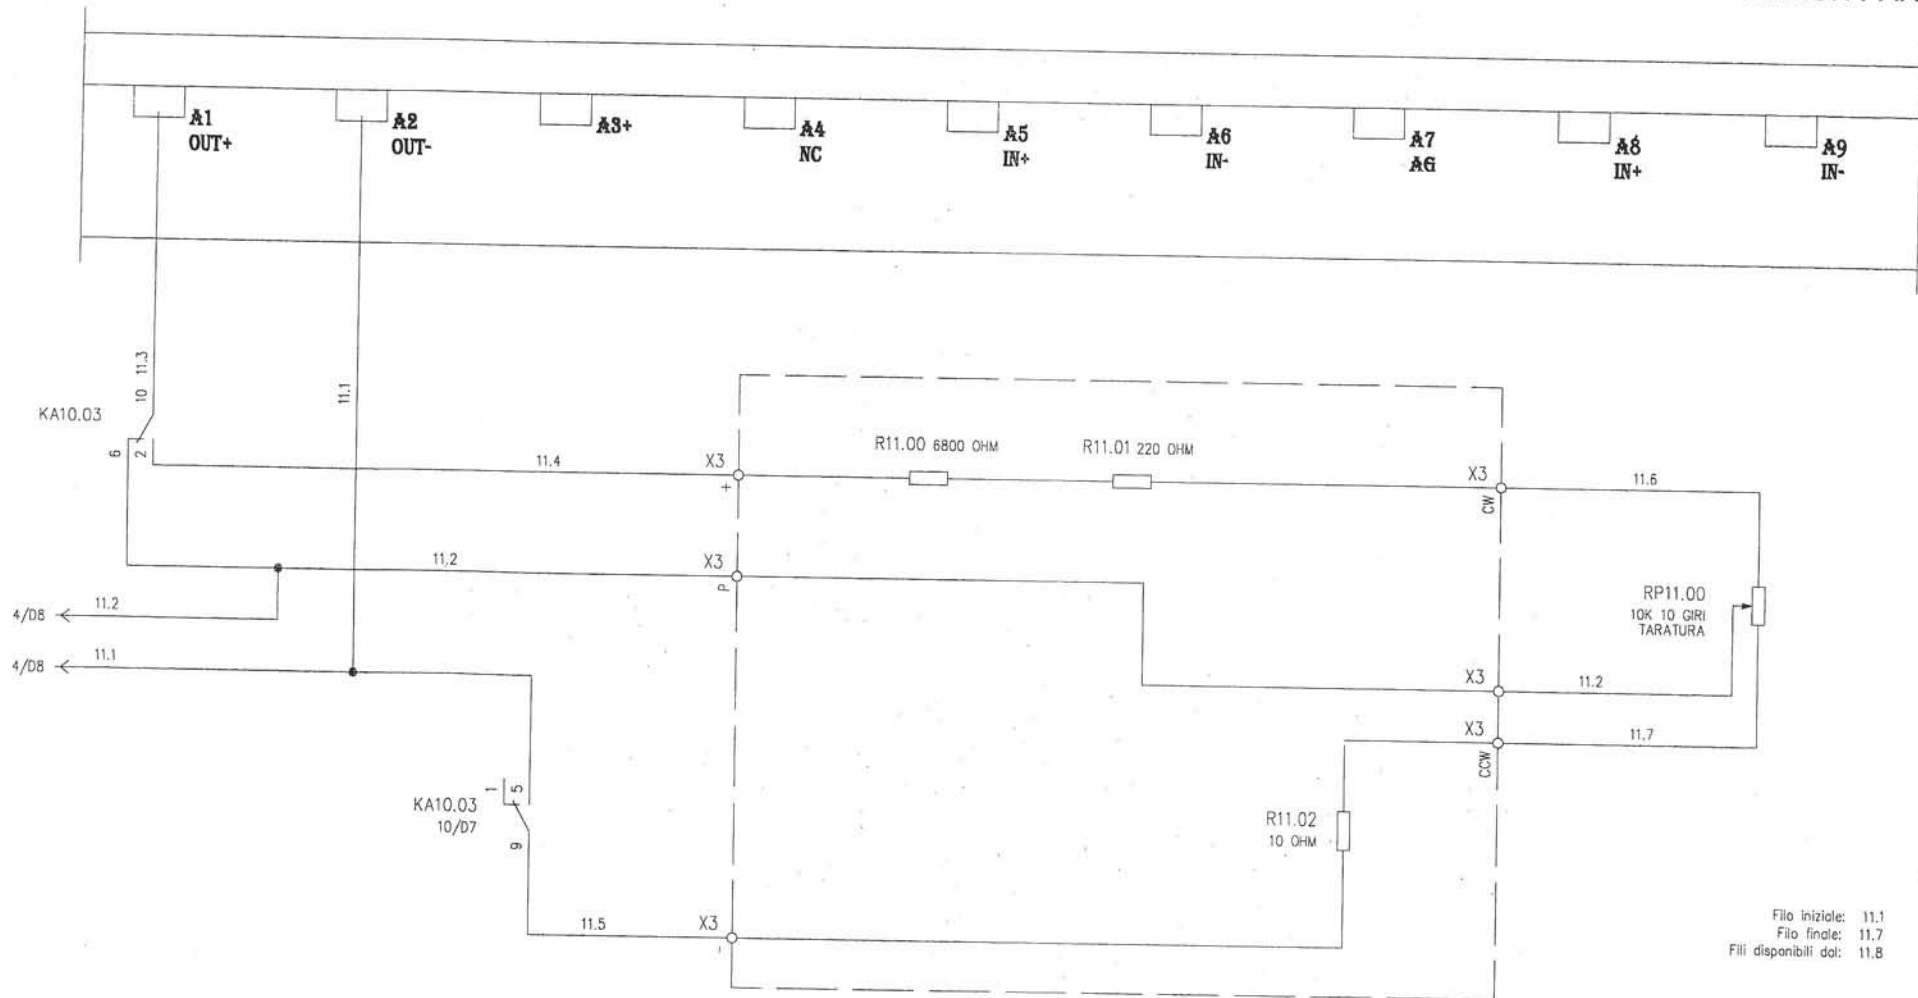 A1
OUT+
A2
OUT-
A3+
A4
NC
A5
IN+
A6
IN-
A7
AG
A8
IN+
A9
IN-
10 11.3
11.1
KA10.03
6
2
11.4
X3
+
R11.00 6800 OHM
R11.01 220 OHM
X3
CW
11.6
11.2
X3
P
4/D8
11.2
4/D8
11.1
RP11.00
10K 10 GIRI
TARATURA
X3
11.2
X3
CCW
11.7
KA10.03
10/D7
1
5
9
R11.02
10 OHM
11.5
X3
-
Filo iniziale: 11.1
Filo finale: 11.7
Fili disponibili dal: 11.8